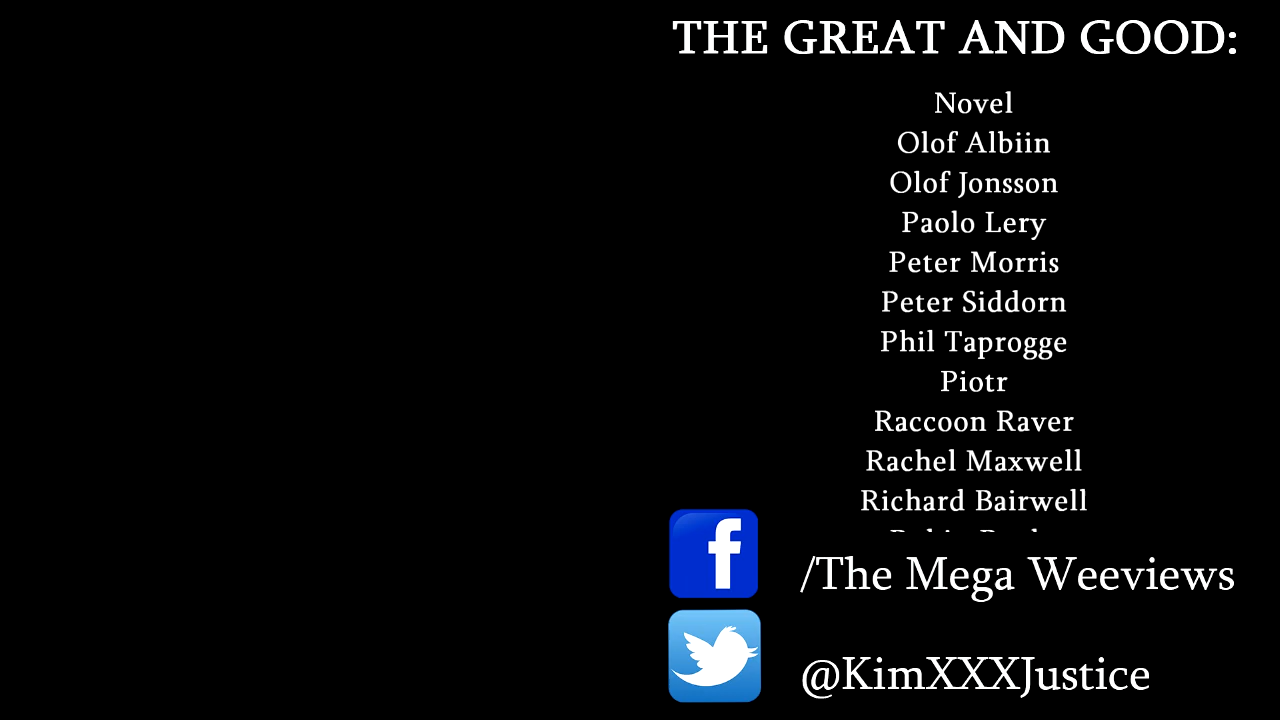 THE GREAT AND GOOD:
Novel
Olof Albiin
Olof Jonsson
Paolo Lery
Peter Morris
Peter Siddorn
Phil Taprogge
Piotr
Raccoon Raver
Rachel Maxwell
Richard Bairwell
/The Mega Weeviews
@KimXXXJustice